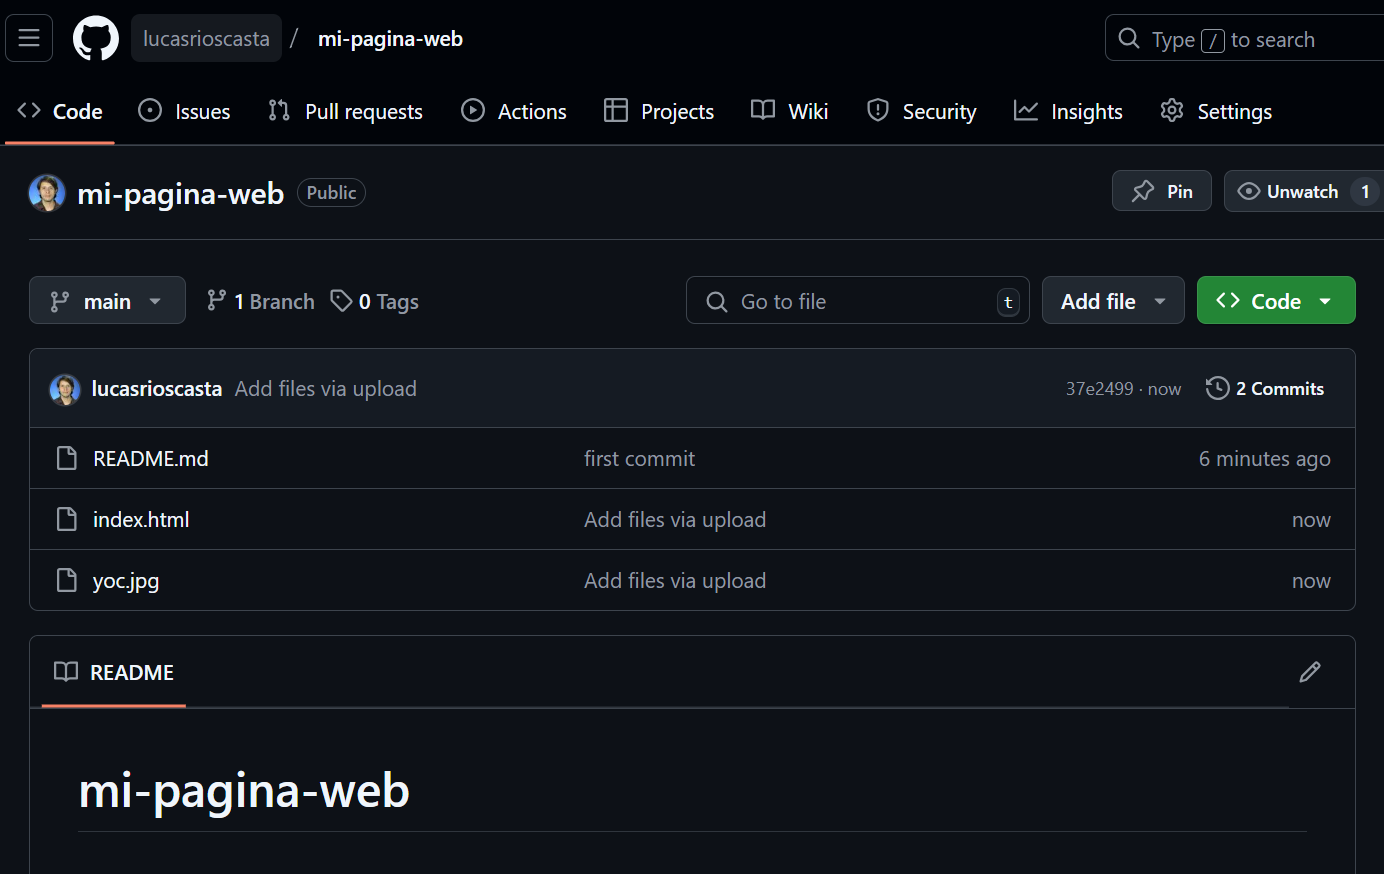 lucasrioscasta / mi-pagina-web
Type / to search
Code Issues Pull requests Actions Projects Wiki Security Insights Settings
mi-pagina-web Public
Pin Unwatch 1
main 1 Branch 0 Tags
Go to file t
Add file Code
lucasrioscasta Add files via upload 37e2499 · now 2 Commits
README.md first commit 6 minutes ago
index.html Add files via upload now
yoc.jpg Add files via upload now
README
mi-pagina-web